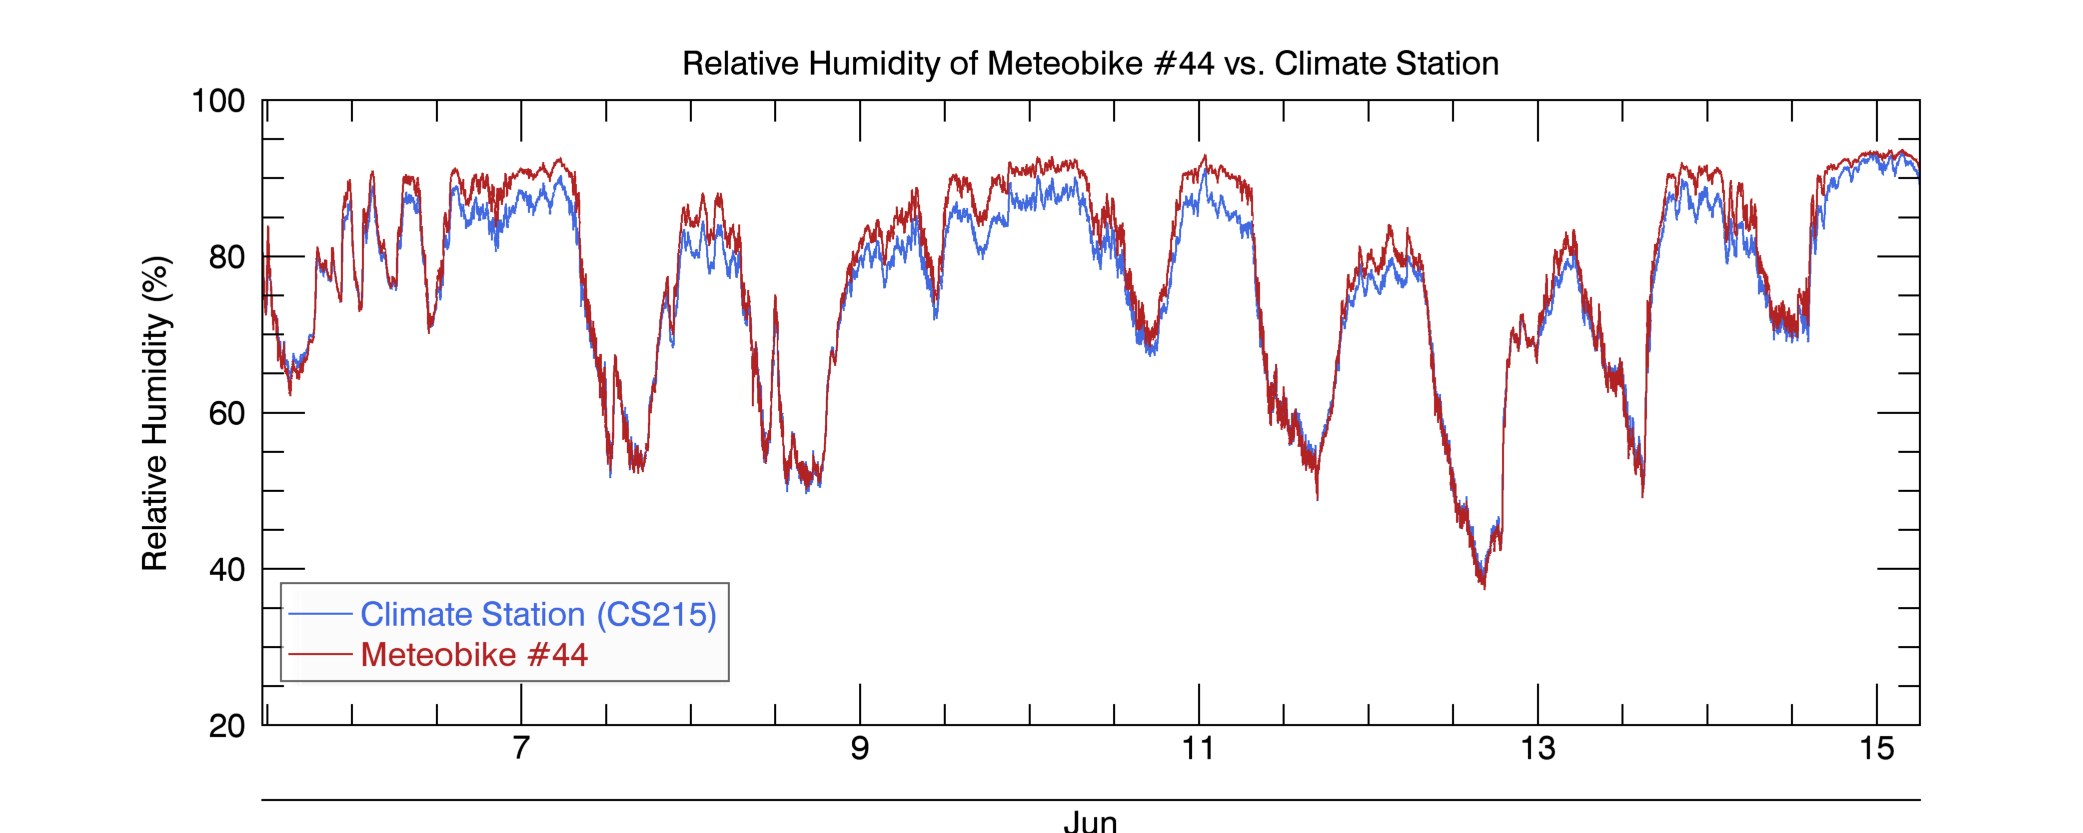 Relative Humidity of Meteobike #44 vs. Climate Station
Relative Humidity (%)
100
80
60
40
20
Climate Station (CS215)
Meteobike #44
7 9 11 13 15
Jun